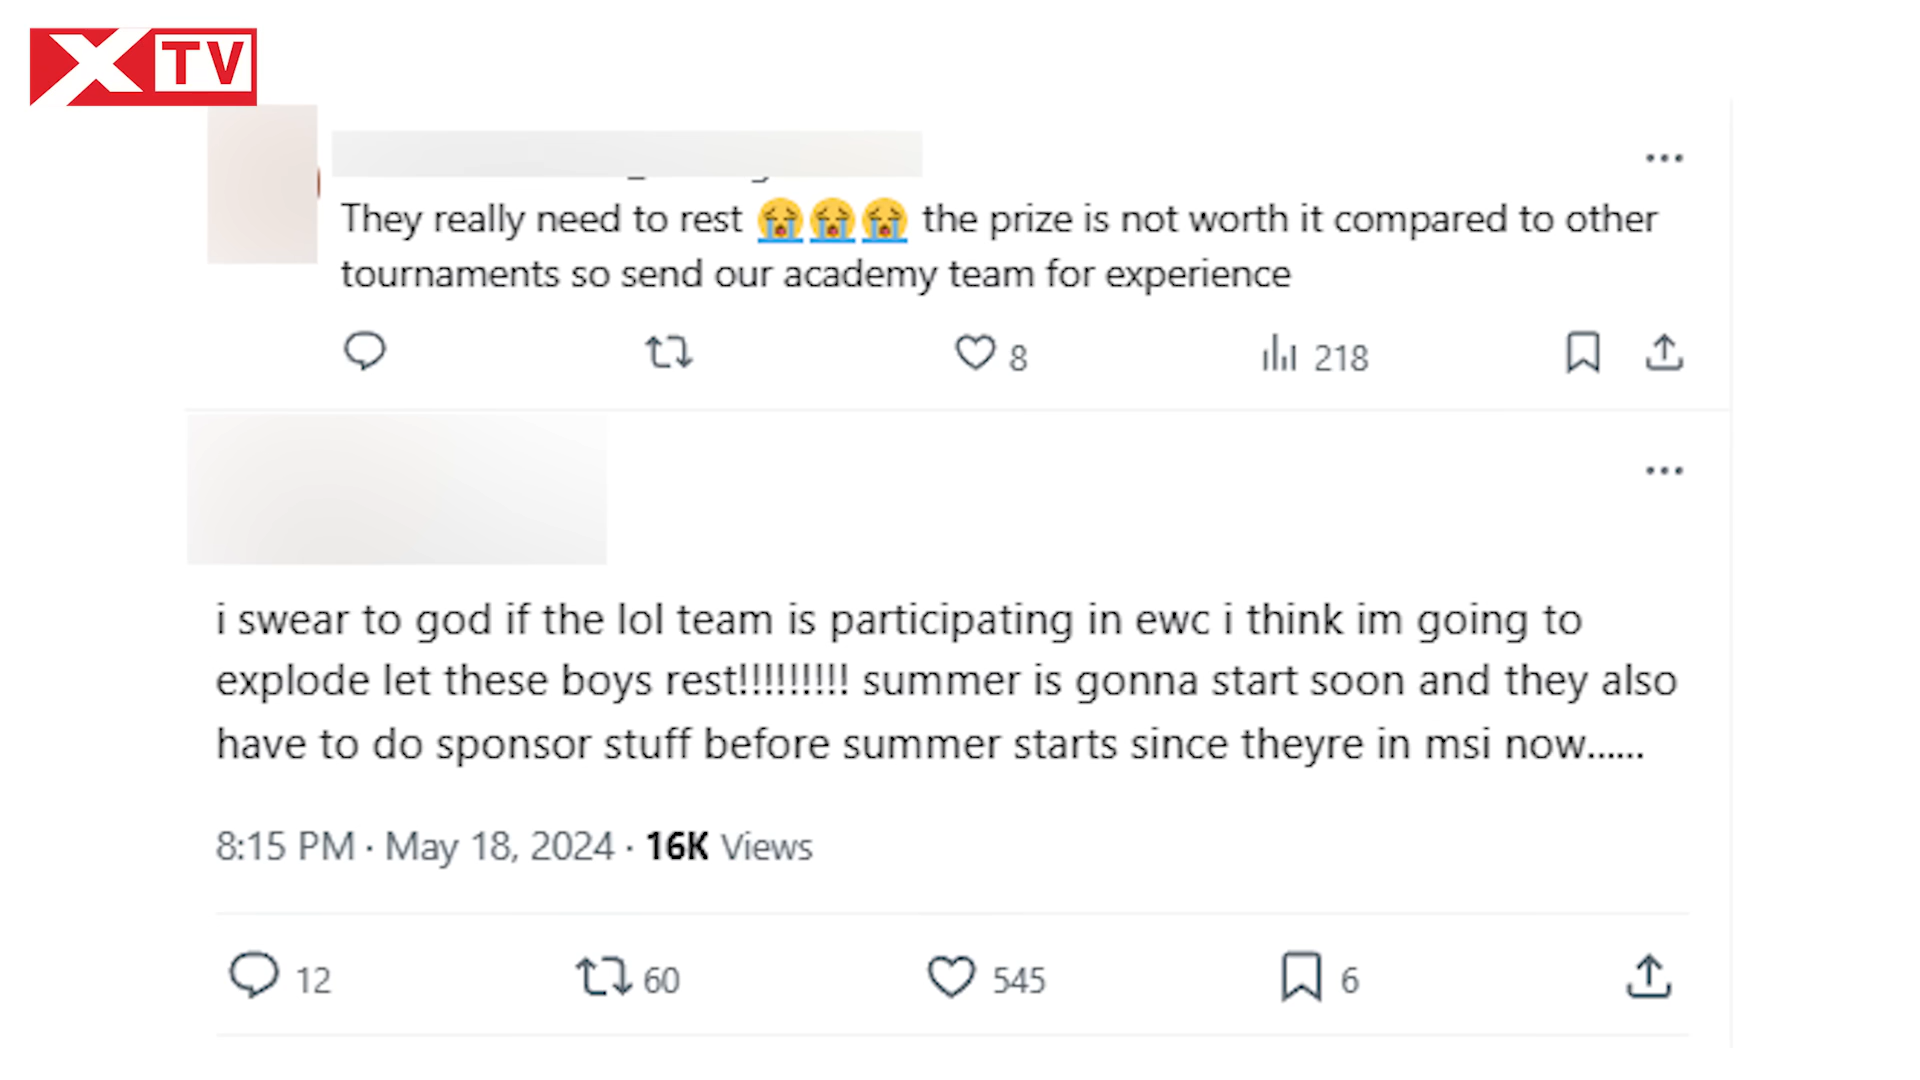 XTV
They really need to rest 😭😭😭 the prize is not worth it compared to other
tournaments so send our academy team for experience
8 218
i swear to god if the lol team is participating in ewc i think im going to
explode let these boys rest!!!!!!!!! summer is gonna start soon and they also
have to do sponsor stuff before summer starts since theyre in msi now......
8:15 PM · May 18, 2024 · 16K Views
12 60 545 6